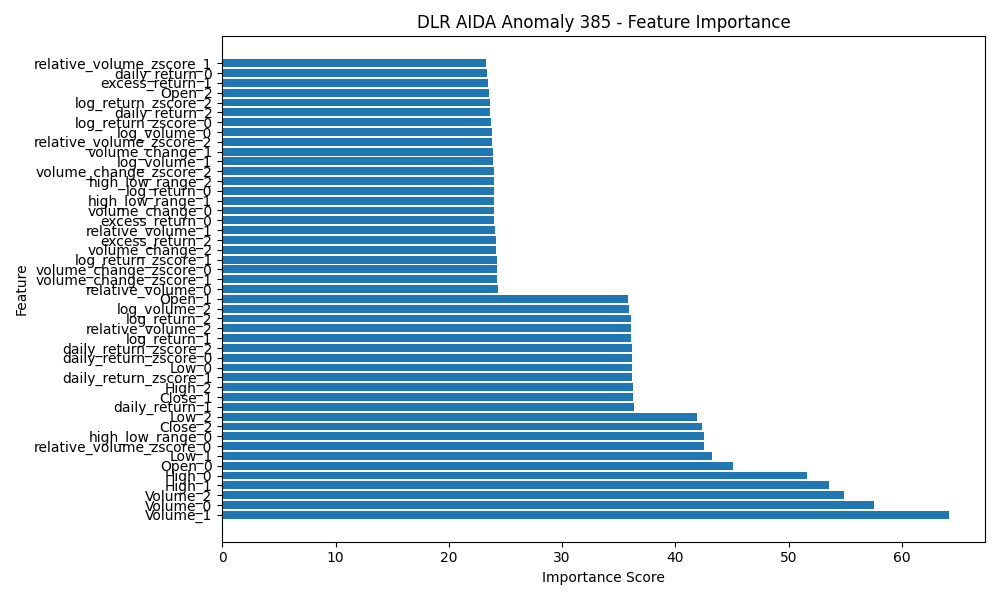 DLR AIDA Anomaly 385 - Feature Importance
relative_volume_zscore_1
daily_return_0
excess_return_1
Open_2
log_return_zscore_2
daily_return_2
log_return_zscore_0
log_volume_0
relative_volume_zscore_2
volume_change_1
log_volume_1
volume_change_zscore_2
high_low_range_2
log_return_0
high_low_range_1
volume_change_0
excess_return_0
relative_volume_1
excess_return_2
volume_change_2
log_return_zscore_1
volume_change_zscore_0
volume_change_zscore_1
relative_volume_0
Open_1
log_volume_2
log_return_2
relative_volume_2
log_return_1
daily_return_zscore_2
daily_return_zscore_0
Low_0
daily_return_zscore_1
High_2
Close_1
daily_return_1
Low_2
Close_2
high_low_range_0
relative_volume_zscore_0
Low_1
Open_0
High_0
High_1
Volume_2
Volume_0
Volume_1
Feature
0 10 20 30 40 50 60
Importance Score